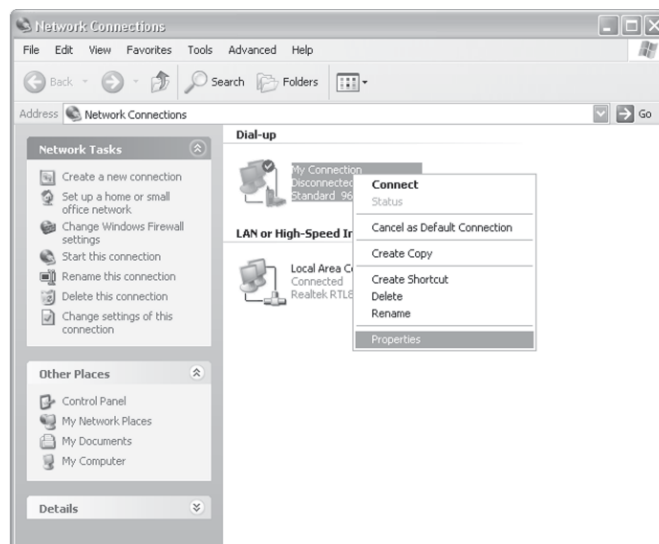 Network Connections
File Edit View Favorites Tools Advanced Help
Back Search Folders
Address Network Connections Go
Network Tasks
Create a new connection
Set up a home or small
office network
Change Windows Firewall
settings
Start this connection
Rename this connection
Delete this connection
Change settings of this
connection
Other Places
Control Panel
My Network Places
My Documents
My Computer
Details
Dial-up
My Connection
Disconnected
Standard 96
LAN or High-Speed
Local Area
Connected
Realtek
Connect
Status
Cancel as Default Connection
Create Copy
Create Shortcut
Delete
Rename
Properties